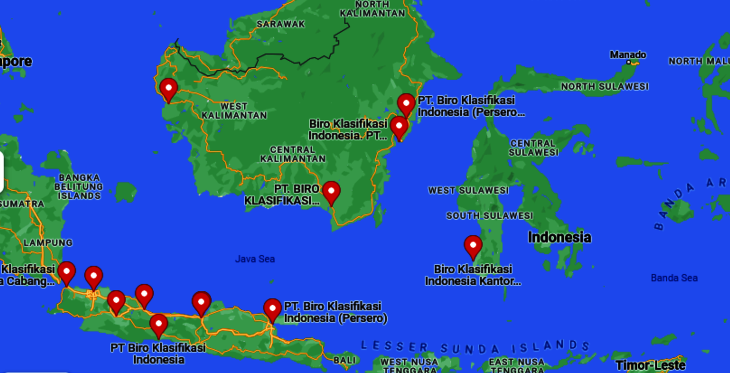 NORTH
KALIMANTAN
SARAWAK
pore
Manado
NORTH MALU
NORTH SULAWESI
WEST
KALIMANTAN
PT. Biro Klasifikasi
Indonesia (Persero...
Biro Klasifikasi
Indonesia. PT...
CENTRAL
KALIMANTAN
CENTRAL
SULAWESI
BANGKA
BELITUNG
ISLANDS
PT. BIRO
KLASIFIKASI...
WEST SULAWESI
BANDA AR
SUMATRA
SOUTH SULAWESI
LAMPUNG
Indonesia
Java Sea
Klasifikasi
a Cabang...
Biro Klasifikasi
Indonesia Kantor...
Banda Sea
PT. Biro Klasifikasi
Indonesia (Persero)
PT Biro Klasifikasi
Indonesia
LESSER SUNDA ISLANDS
BALI
WEST NUSA
TENGGARA
EAST NUSA
TENGGARA
Timor-Leste